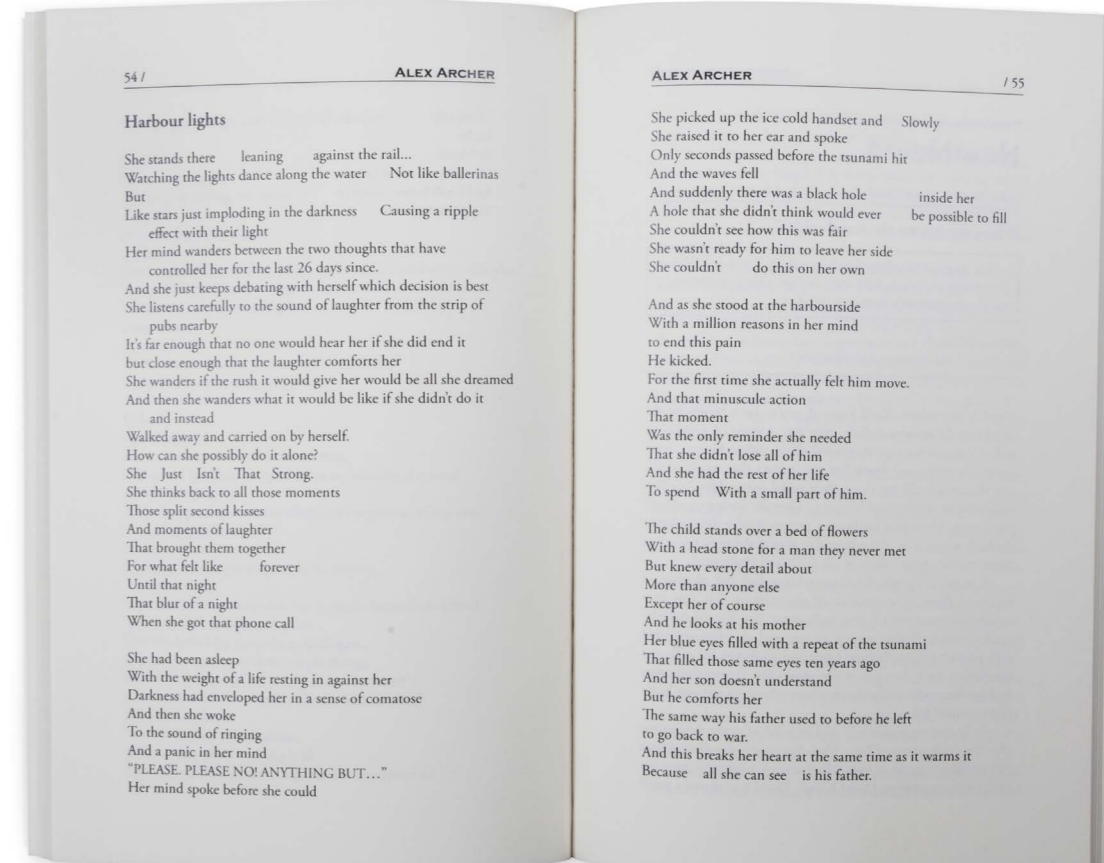 54 /
ALEX ARCHER
Harbour lights
She stands there leaning against the rail...
Watching the lights dance along the water Not like ballerinas
But
Like stars just imploding in the darkness Causing a ripple
effect with their light
Her mind wanders between the two thoughts that have
controlled her for the last 26 days since.
And she just keeps debating with herself which decision is best
She listens carefully to the sound of laughter from the strip of
pubs nearby
It's far enough that no one would hear her if she did end it
but close enough that the laughter comforts her
She wanders if the rush it would give her would be all she dreamed
And then she wanders what it would be like if she didn't do it
and instead
Walked away and carried on by herself.
How can she possibly do it alone?
She Just Isn't That Strong.
She thinks back to all those moments
Those split second kisses
And moments of laughter
That brought them together
For what felt like forever
Until that night
That blur of a night
When she got that phone call
She had been asleep
With the weight of a life resting in against her
Darkness had enveloped her in a sense of comatose
And then she woke
To the sound of ringing
And a panic in her mind
"PLEASE. PLEASE NO! ANYTHING BUT..."
Her mind spoke before she could
ALEX ARCHER
/ 55
She picked up the ice cold handset and Slowly
She raised it to her ear and spoke
Only seconds passed before the tsunami hit
And the waves fell
And suddenly there was a black hole inside her
A hole that she didn't think would ever be possible to fill
She couldn't see how this was fair
She wasn't ready for him to leave her side
She couldn't do this on her own
And as she stood at the harbourside
With a million reasons in her mind
to end this pain
He kicked.
For the first time she actually felt him move.
And that minuscule action
That moment
Was the only reminder she needed
That she didn't lose all of him
And she had the rest of her life
To spend With a small part of him.
The child stands over a bed of flowers
With a head stone for a man they never met
But knew every detail about
More than anyone else
Except her of course
And he looks at his mother
Her blue eyes filled with a repeat of the tsunami
That filled those same eyes ten years ago
And her son doesn't understand
But he comforts her
The same way his father used to before he left
to go back to war.
And this breaks her heart at the same time as it warms it
Because all she can see is his father.